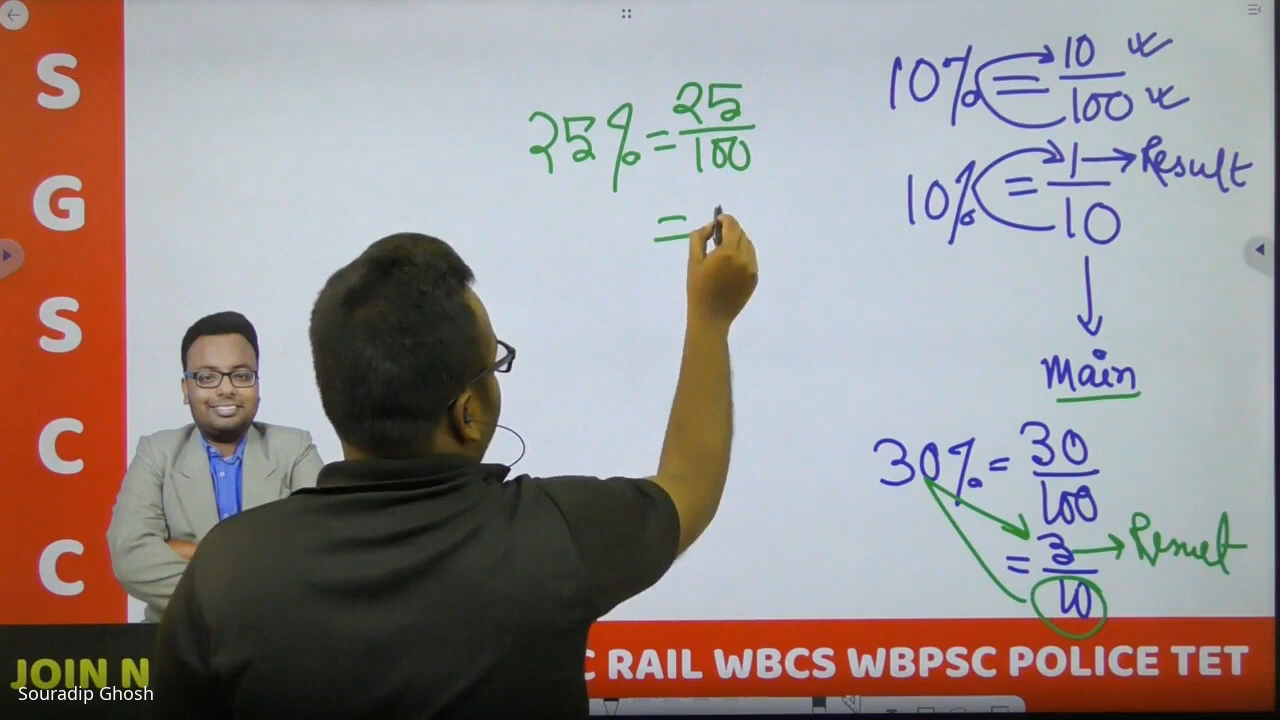 S
G
S
C
C
25% = 25/100
=
10% = 10/100
10% = 1/10 → Result
Main
30% = 30/100
= 3/10 → Result
JOIN N
C RAIL WBCS WBPSC POLICE TET
Souradip Ghosh